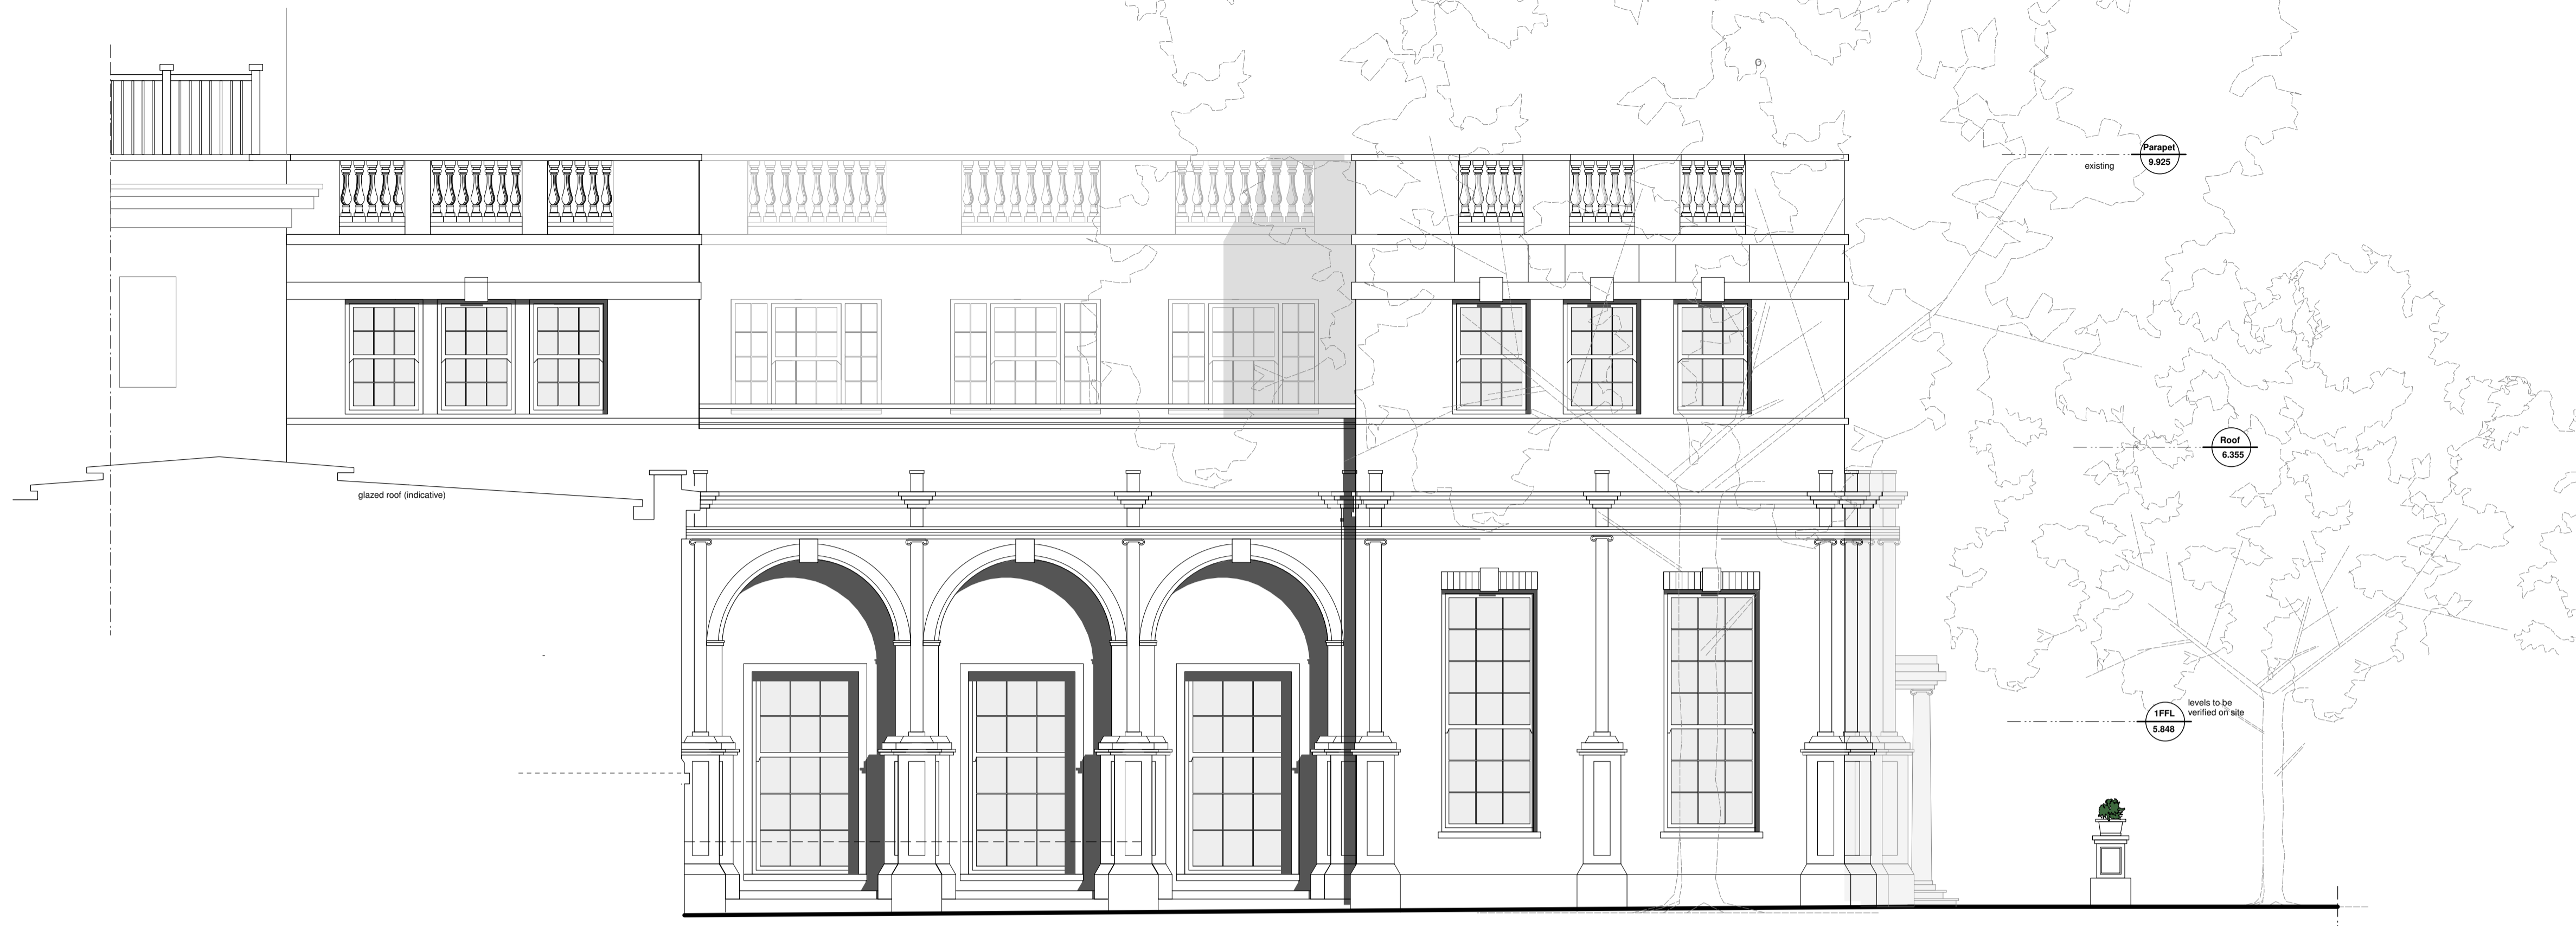 Parapet
9.925
existing
Roof
6.355
glazed roof (indicative)
levels to be
verified on site
1FFL
5.848